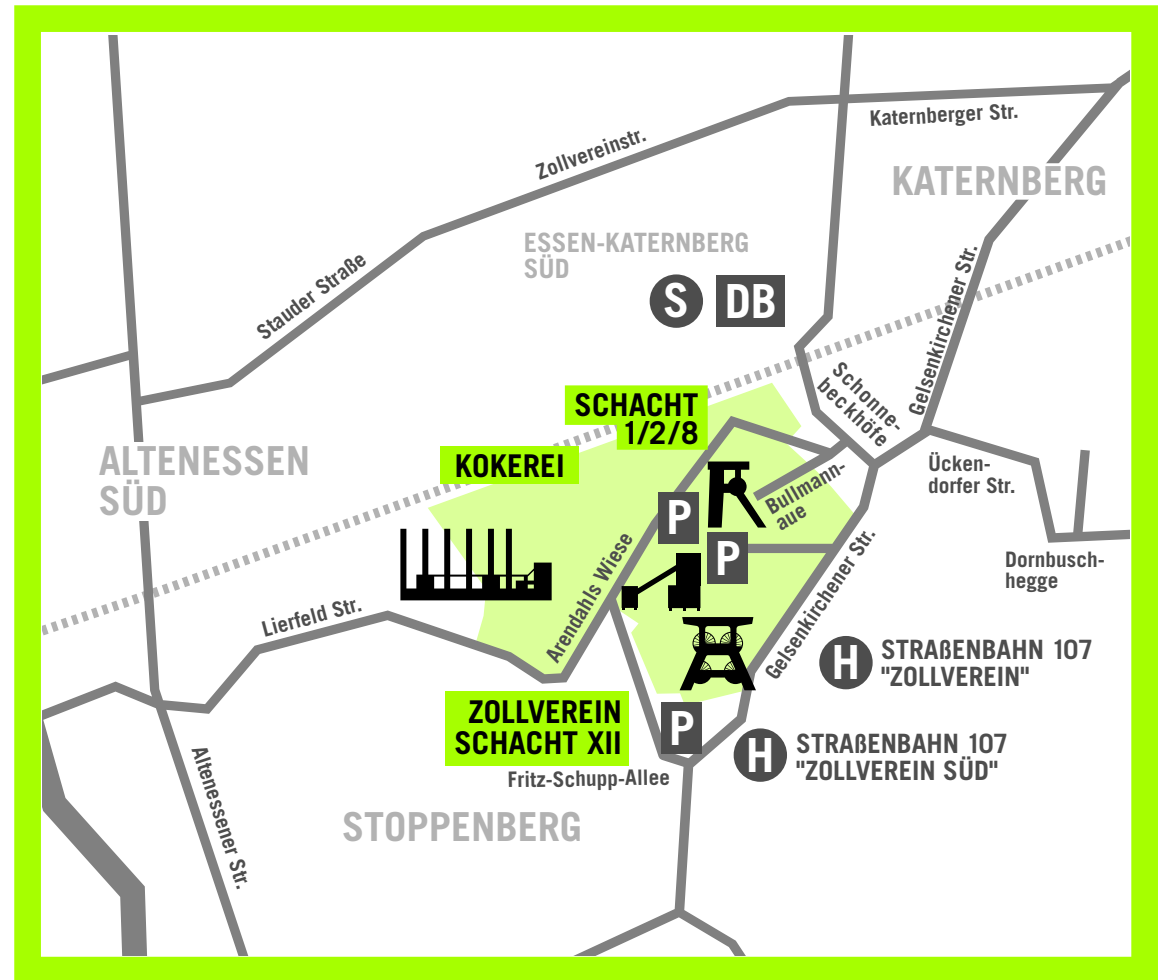 Katernberger Str.
Zollvereinstr.
KATERNBERG
ESSEN-KATERNBERG
SÜD
Stauder Straße
Gelsenkirchener Str.
S
DB
Schonne-
beckhöfe
SCHACHT
1/2/8
ALTENESSEN
SÜD
KOKEREI
Ücken-
dorfer Str.
Bullmann-
aue
P
P
Dornbusch-
hegge
Arendahls Wiese
Lierfeld Str.
Gelsenkirchener Str.
H
STRAßENBAHN 107
"ZOLLVEREIN"
ZOLLVEREIN
SCHACHT XII
P
H
STRAßENBAHN 107
"ZOLLVEREIN SÜD"
Fritz-Schupp-Allee
Altenessener Str.
STOPPENBERG